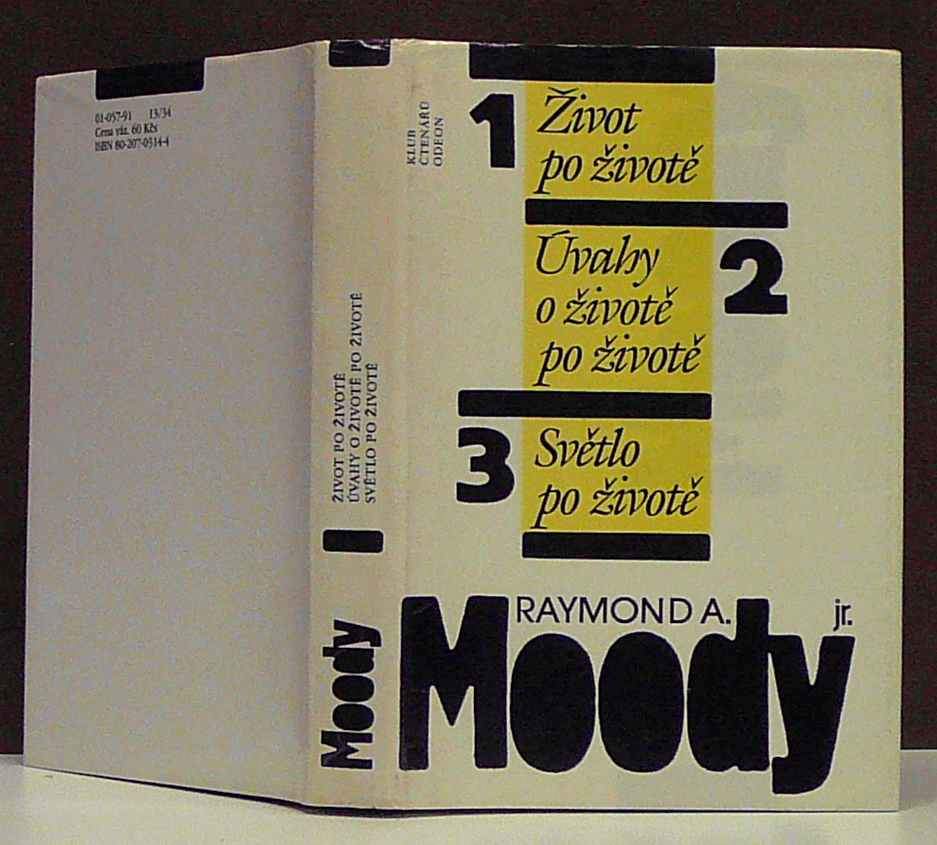 01-057-91 13/34
Cena váz. 60 Kčs
ISBN 80-207-0314-4
ŽIVOT PO ŽIVOTĚ
ÚVAHY O ŽIVOTĚ PO ŽIVOTĚ
SVĚTLO PO ŽIVOTĚ
Moody
KLUB
ČTENÁŘŮ
ODEON
1
Život
po životě
2
Úvahy
o životě
po životě
3
Světlo
po životě
RAYMOND A.
Moody
jr.